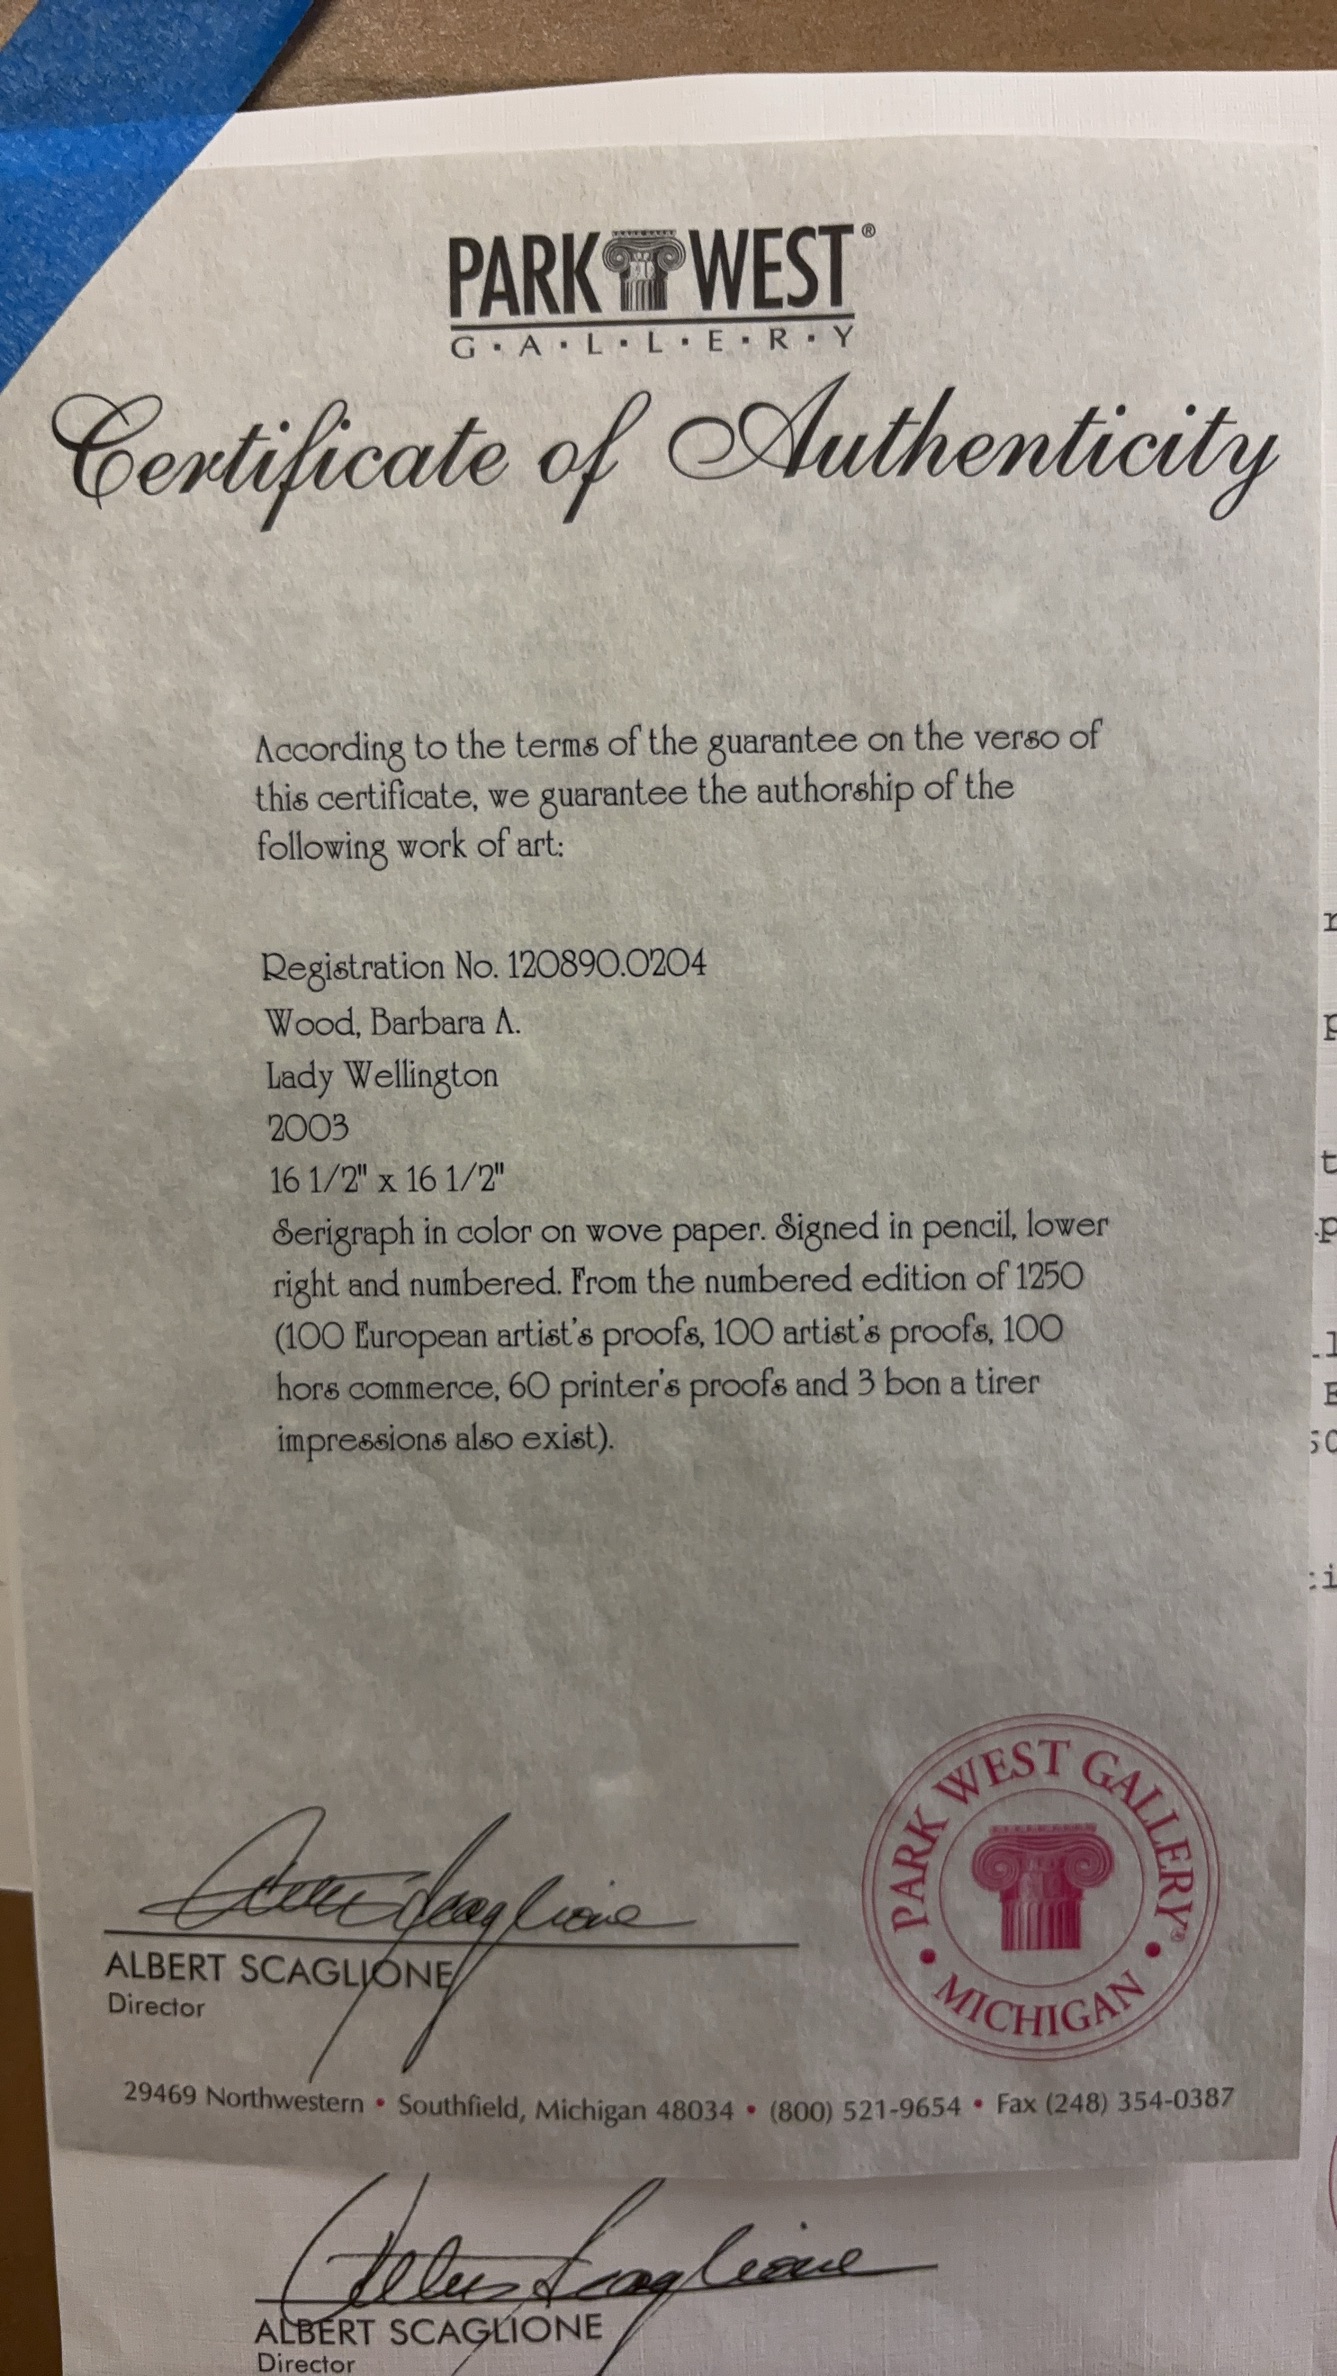 PARK WEST®
G·A·L·L·E·R·Y
Certificate of Authenticity
According to the terms of the guarantee on the verso of
this certificate, we guarantee the authorship of the
following work of art:
Registration No. 120890.0204
Wood, Barbara A.
Lady Wellington
2003
16 1/2" x 16 1/2"
Serigraph in color on wove paper. Signed in pencil, lower
right and numbered. From the numbered edition of 1250
(100 European artist's proofs, 100 artist's proofs, 100
hors commerce, 60 printer's proofs and 3 bon a tirer
impressions also exist).
PARK WEST GALLERY®
• MICHIGAN •
ALBERT SCAGLIONE
Director
29469 Northwestern • Southfield, Michigan 48034 • (800) 521-9654 • Fax (248) 354-0387
ALBERT SCAGLIONE
Director